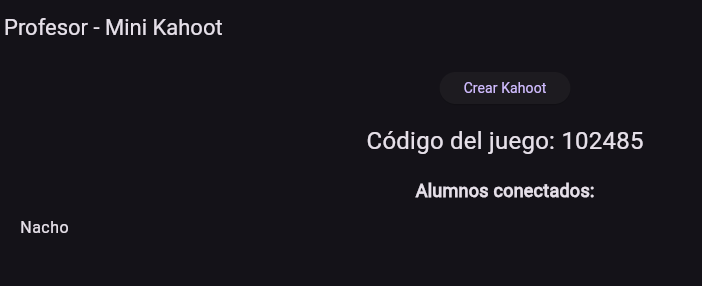 Profesor - Mini Kahoot
Crear Kahoot
Código del juego: 102485
Alumnos conectados:
Nacho